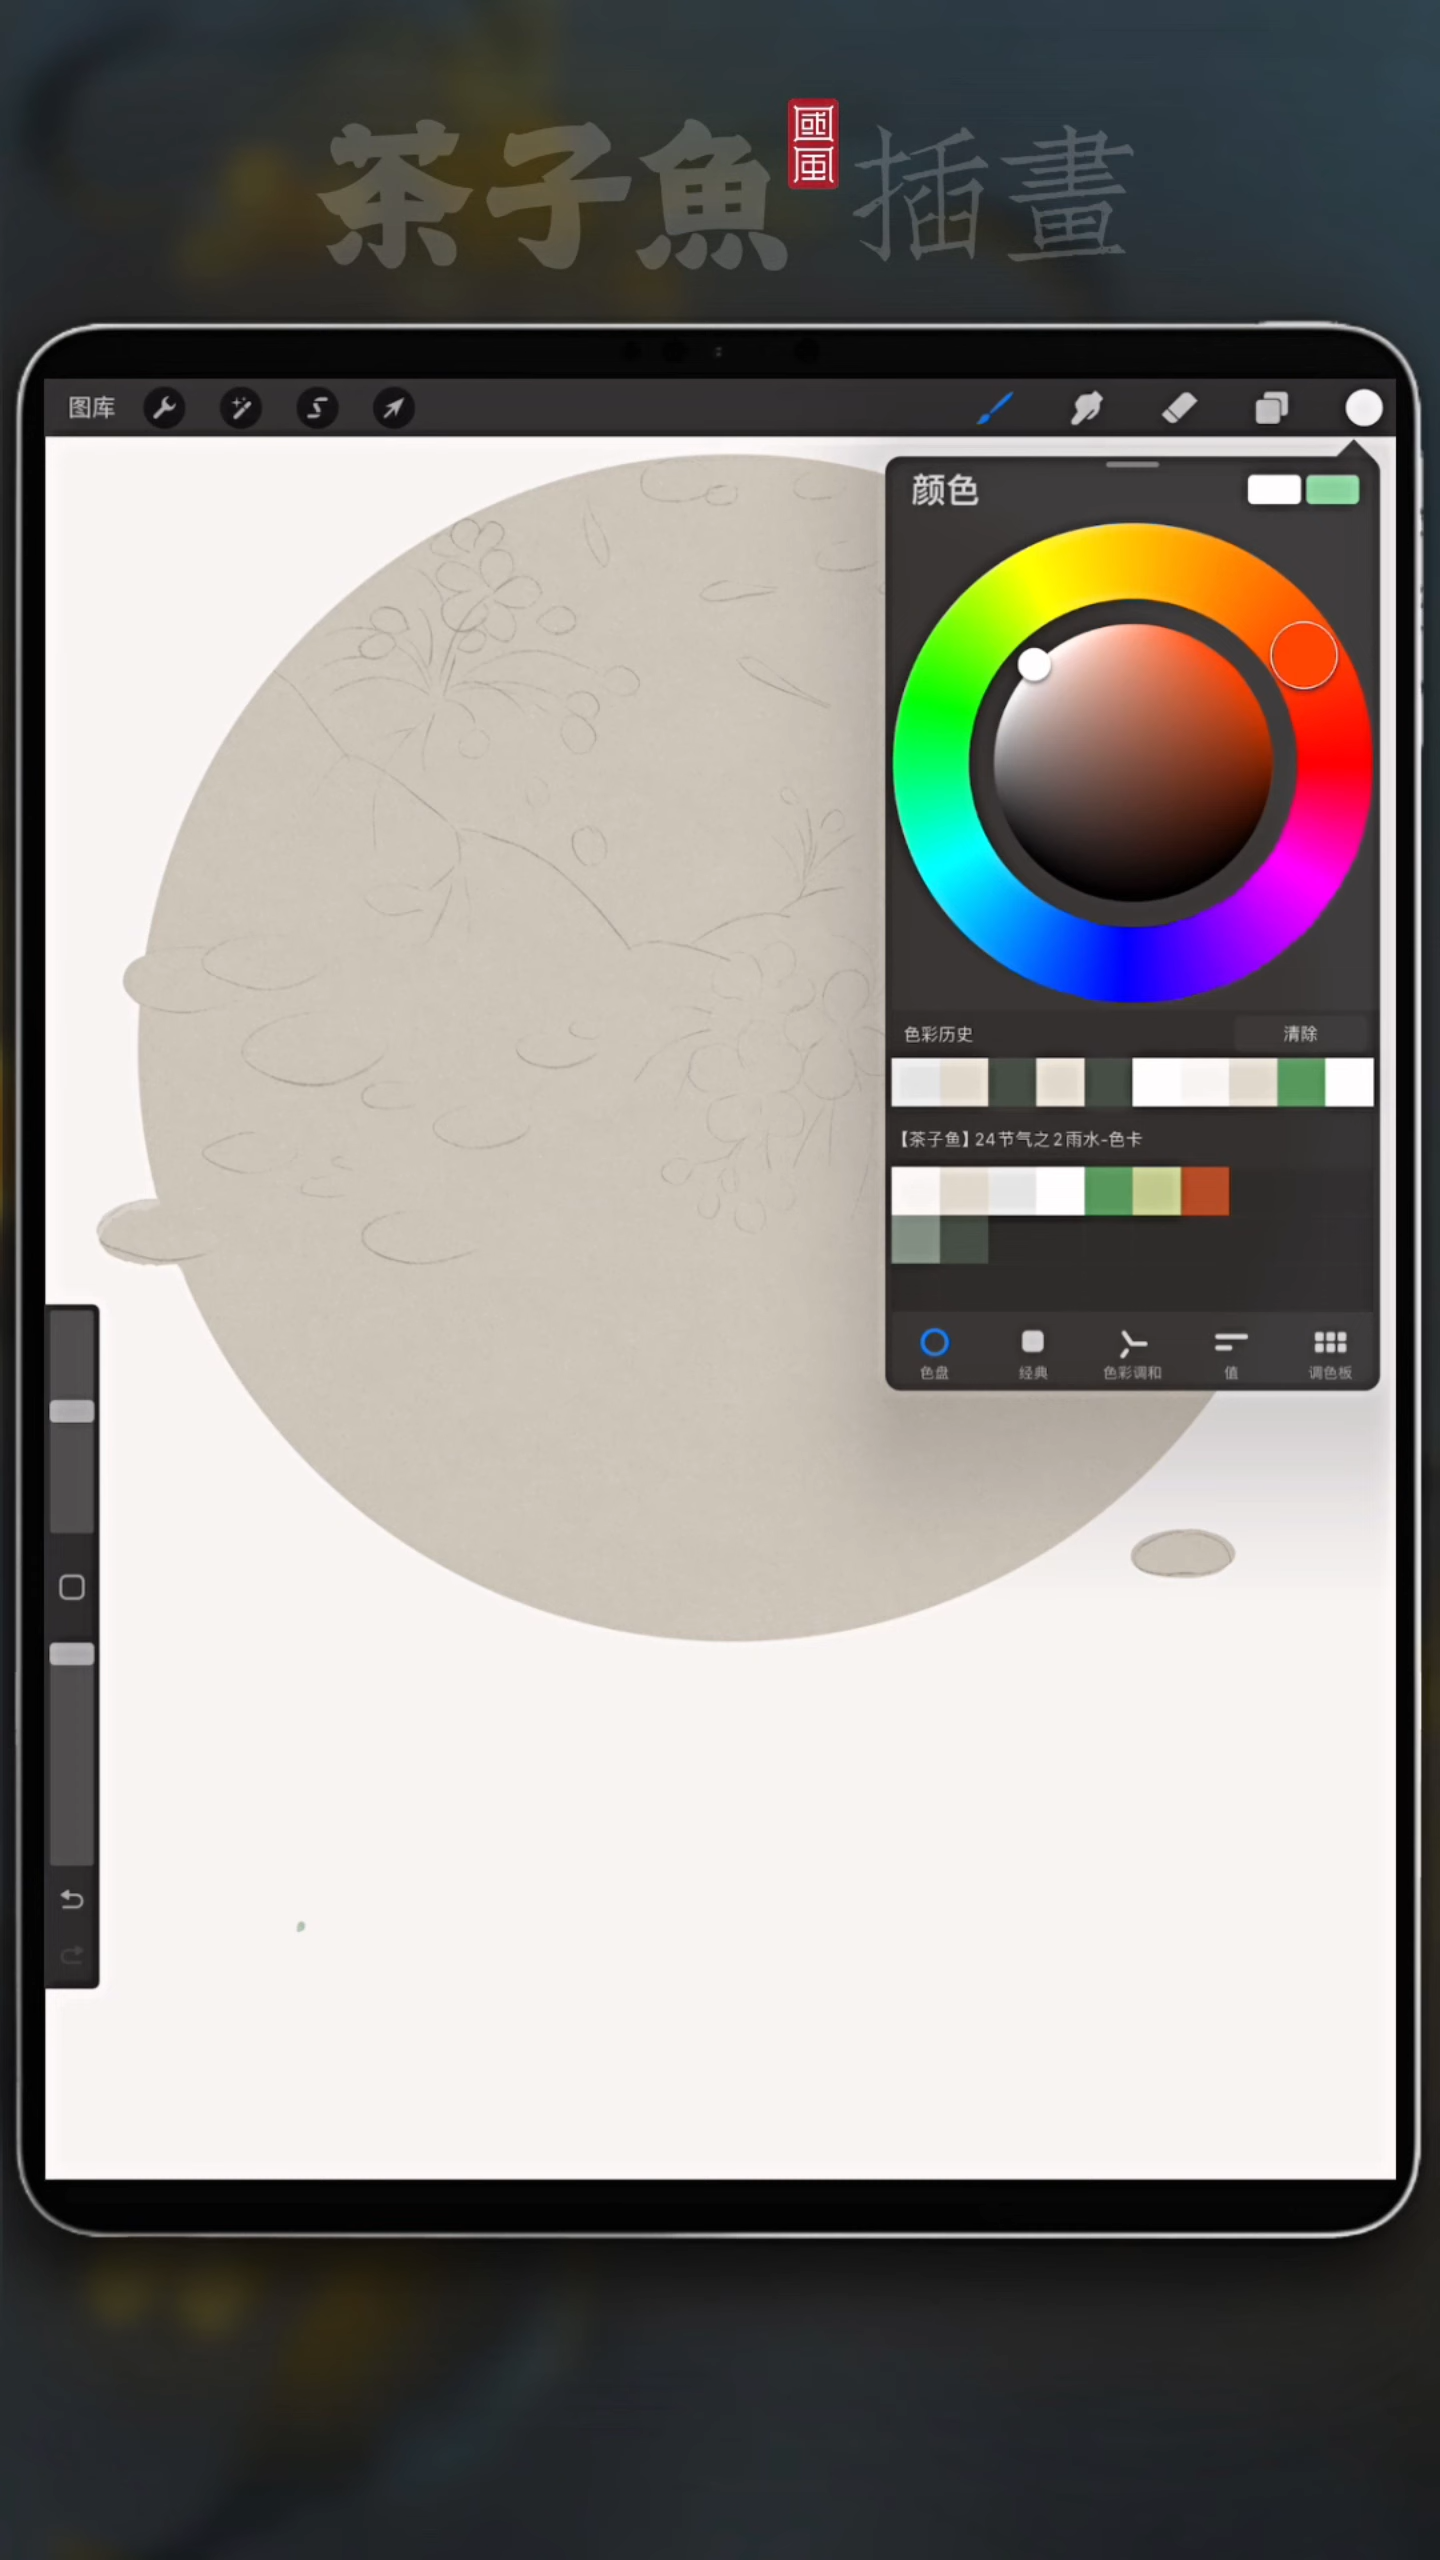 茶子魚 國風 插畫
图库
颜色
色彩历史 清除
【茶子鱼】24节气之2雨水-色卡
色盘 经典 色彩调和 值 调色板